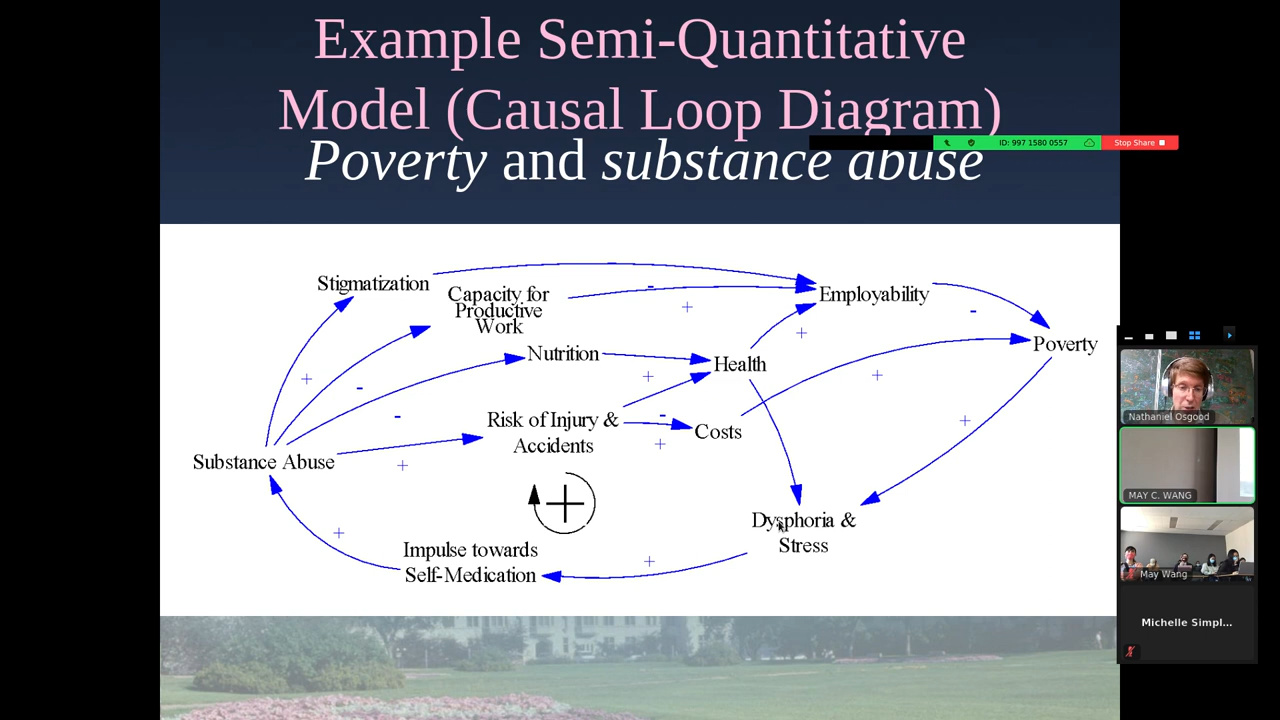 Example Semi-Quantitative
Model (Causal Loop Diagram)
Poverty and substance abuse
ID: 997 1580 0557
Stop Share
Stigmatization
Capacity for
Productive
Work
Employability
Nutrition
Health
Poverty
Risk of Injury &
Accidents
Costs
Substance Abuse
Dysphoria &
Stress
Impulse towards
Self-Medication
-
-
+
+
-
+
+
-
+
-
+
-
+
+
+
+
+
+
Nathaniel Osgood
MAY C. WANG
May Wang
Michelle Simpl...